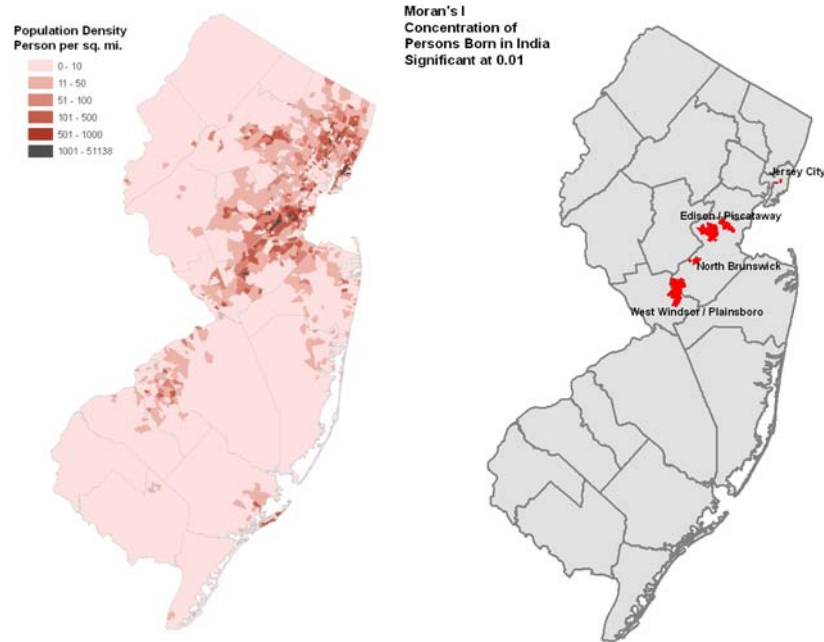 Population Density
Person per sq. mi.
0 - 10
11 - 50
51 - 100
101 - 500
501 - 1000
1001 - 51138
Moran's I
Concentration of
Persons Born in India
Significant at 0.01
Jersey City
Edison / Piscataway
North Brunswick
West Windsor / Plainsboro